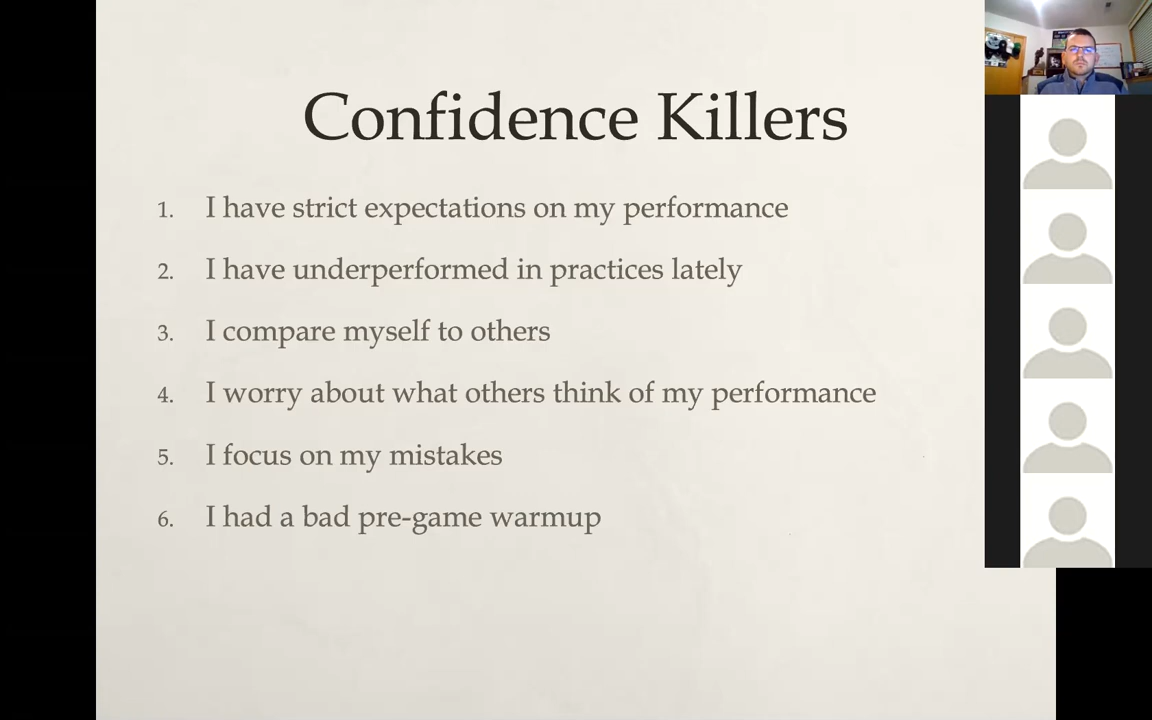 Confidence Killers
1. I have strict expectations on my performance
2. I have underperformed in practices lately
3. I compare myself to others
4. I worry about what others think of my performance
5. I focus on my mistakes
6. I had a bad pre-game warmup